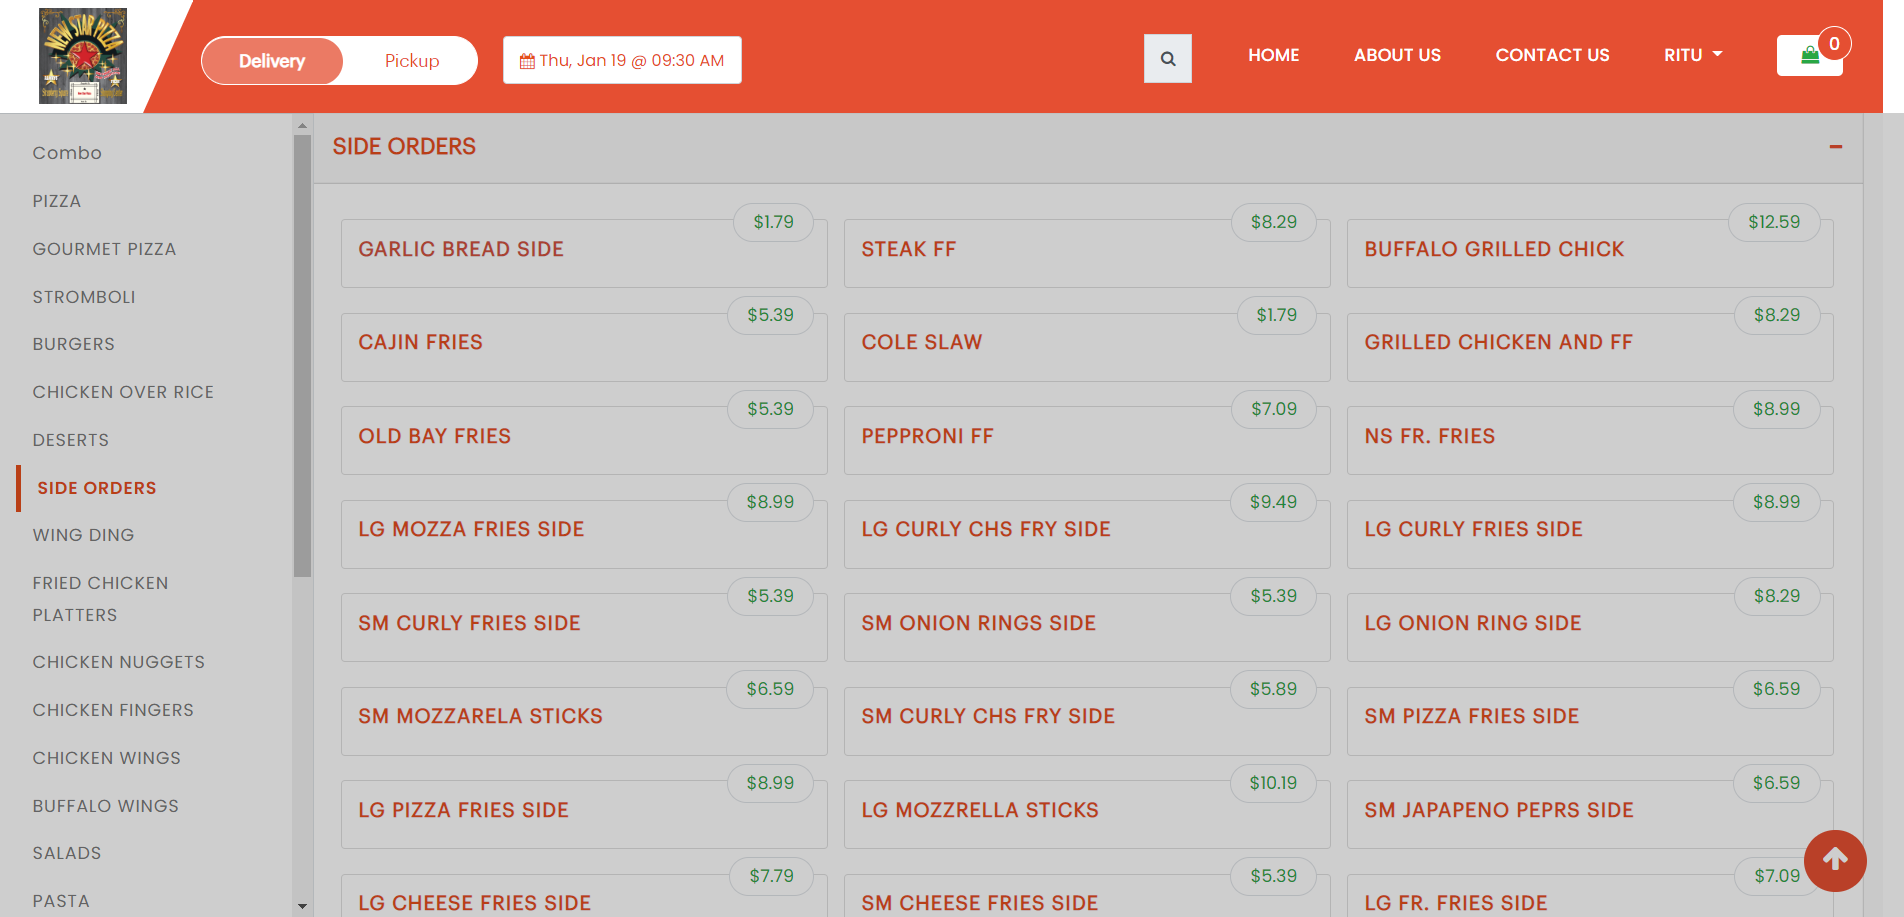 NEW STAR PIZZA
Delivery
Pickup
Thu, Jan 19 @ 09:30 AM
HOME
ABOUT US
CONTACT US
RITU
0
Combo
PIZZA
GOURMET PIZZA
STROMBOLI
BURGERS
CHICKEN OVER RICE
DESERTS
SIDE ORDERS
WING DING
FRIED CHICKEN
PLATTERS
CHICKEN NUGGETS
CHICKEN FINGERS
CHICKEN WINGS
BUFFALO WINGS
SALADS
PASTA
SIDE ORDERS
$1.79
GARLIC BREAD SIDE
$8.29
STEAK FF
$12.59
BUFFALO GRILLED CHICK
$5.39
CAJIN FRIES
$1.79
COLE SLAW
$8.29
GRILLED CHICKEN AND FF
$5.39
OLD BAY FRIES
$7.09
PEPPRONI FF
$8.99
NS FR. FRIES
$8.99
LG MOZZA FRIES SIDE
$9.49
LG CURLY CHS FRY SIDE
$8.99
LG CURLY FRIES SIDE
$5.39
SM CURLY FRIES SIDE
$5.39
SM ONION RINGS SIDE
$8.29
LG ONION RING SIDE
$6.59
SM MOZZARELA STICKS
$5.89
SM CURLY CHS FRY SIDE
$6.59
SM PIZZA FRIES SIDE
$8.99
LG PIZZA FRIES SIDE
$10.19
LG MOZZRELLA STICKS
$6.59
SM JAPAPENO PEPRS SIDE
$7.79
LG CHEESE FRIES SIDE
$5.39
SM CHEESE FRIES SIDE
$7.09
LG FR. FRIES SIDE